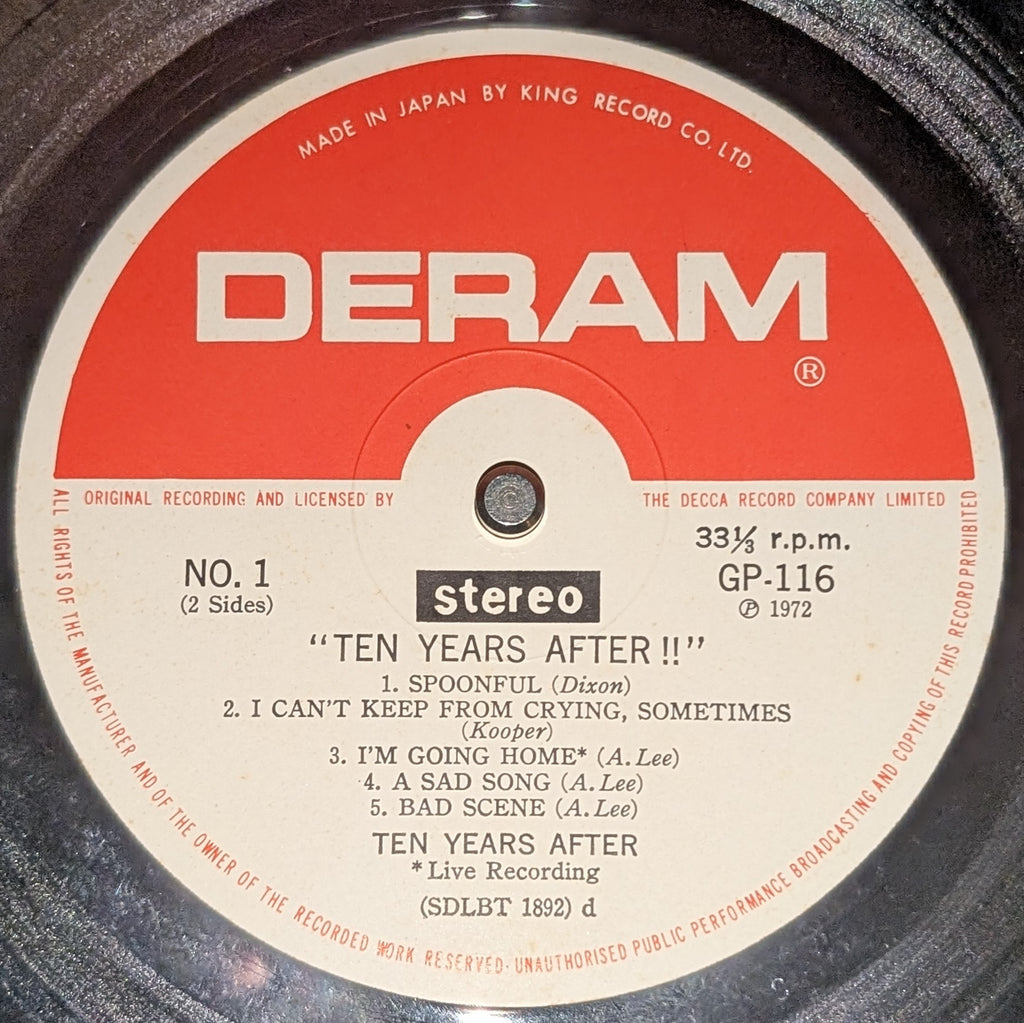 MADE IN JAPAN BY KING RECORD CO. LTD.
DERAM
®
ORIGINAL RECORDING AND LICENSED BY THE DECCA RECORD COMPANY LIMITED
33⅓ r.p.m.
NO. 1
GP-116
(2 Sides)
℗ 1972
stereo
"TEN YEARS AFTER!!"
1. SPOONFUL (Dixon)
2. I CAN'T KEEP FROM CRYING, SOMETIMES
(Kooper)
3. I'M GOING HOME* (A. Lee)
4. A SAD SONG (A. Lee)
5. BAD SCENE (A. Lee)
TEN YEARS AFTER
*Live Recording
(SDLBT 1892) d
ALL RIGHTS OF THE MANUFACTURER AND OF THE OWNER OF THE RECORDED WORK RESERVED· UNAUTHORISED PUBLIC PERFORMANCE BROADCASTING AND COPYING OF THIS RECORD PROHIBITED